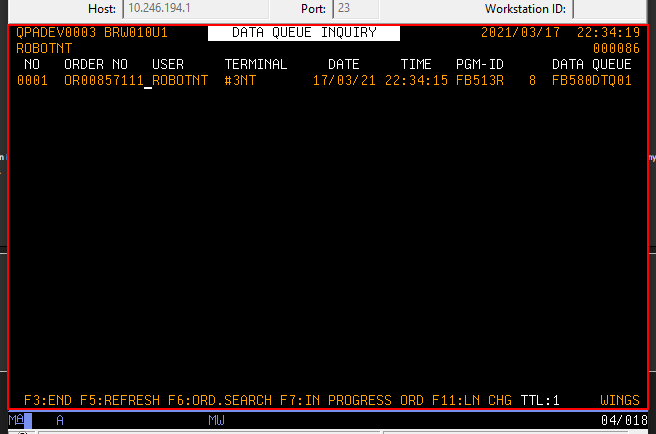 Host: 10.246.194.1 Port: 23 Workstation ID:
QPADEV0003 BRW010U1 DATA QUEUE INQUIRY 2021/03/17 22:34:19
ROBOTNT 000086
NO ORDER NO USER TERMINAL DATE TIME PGM-ID DATA QUEUE
0001 OR00857111_ROBOTNT #3NT 17/03/21 22:34:15 FB513R 8 FB580DTQ01
F3:END F5:REFRESH F6:ORD.SEARCH F7:IN PROGRESS ORD F11:LN CHG TTL:1 WINGS
MA A MW 04/018